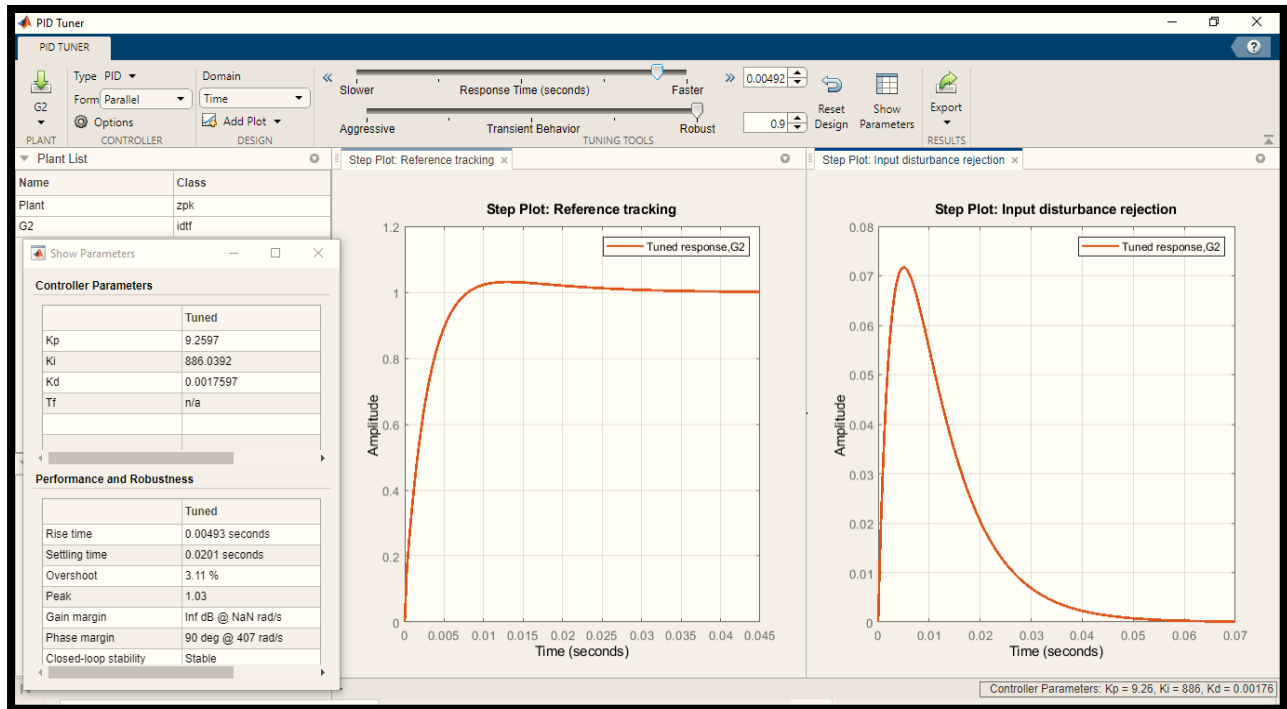 PID Tuner
PID TUNER
?
G2
PLANT
Type PID
Form Parallel
Options
CONTROLLER
Domain
Time
Add Plot
DESIGN
Slower Response Time (seconds) Faster 0.00492
Aggressive Transient Behavior Robust 0.9
TUNING TOOLS
Reset
Design
Show
Parameters
Export
RESULTS
Plant List
Name Class
Plant zpk
G2 idtf
Show Parameters
Controller Parameters
Tuned
Kp 9.2597
Ki 886.0392
Kd 0.0017597
Tf n/a
Performance and Robustness
Tuned
Rise time 0.00493 seconds
Settling time 0.0201 seconds
Overshoot 3.11 %
Peak 1.03
Gain margin Inf dB @ NaN rad/s
Phase margin 90 deg @ 407 rad/s
Closed-loop stability Stable
Step Plot: Reference tracking
Step Plot: Reference tracking
Tuned response,G2
Amplitude
1.2
1
0.8
0.6
0.4
0.2
0
0 0.005 0.01 0.015 0.02 0.025 0.03 0.035 0.04 0.045
Time (seconds)
Step Plot: Input disturbance rejection
Step Plot: Input disturbance rejection
Tuned response,G2
Amplitude
0.08
0.07
0.06
0.05
0.04
0.03
0.02
0.01
0
0 0.01 0.02 0.03 0.04 0.05 0.06 0.07
Time (seconds)
Controller Parameters: Kp = 9.26, Ki = 886, Kd = 0.00176